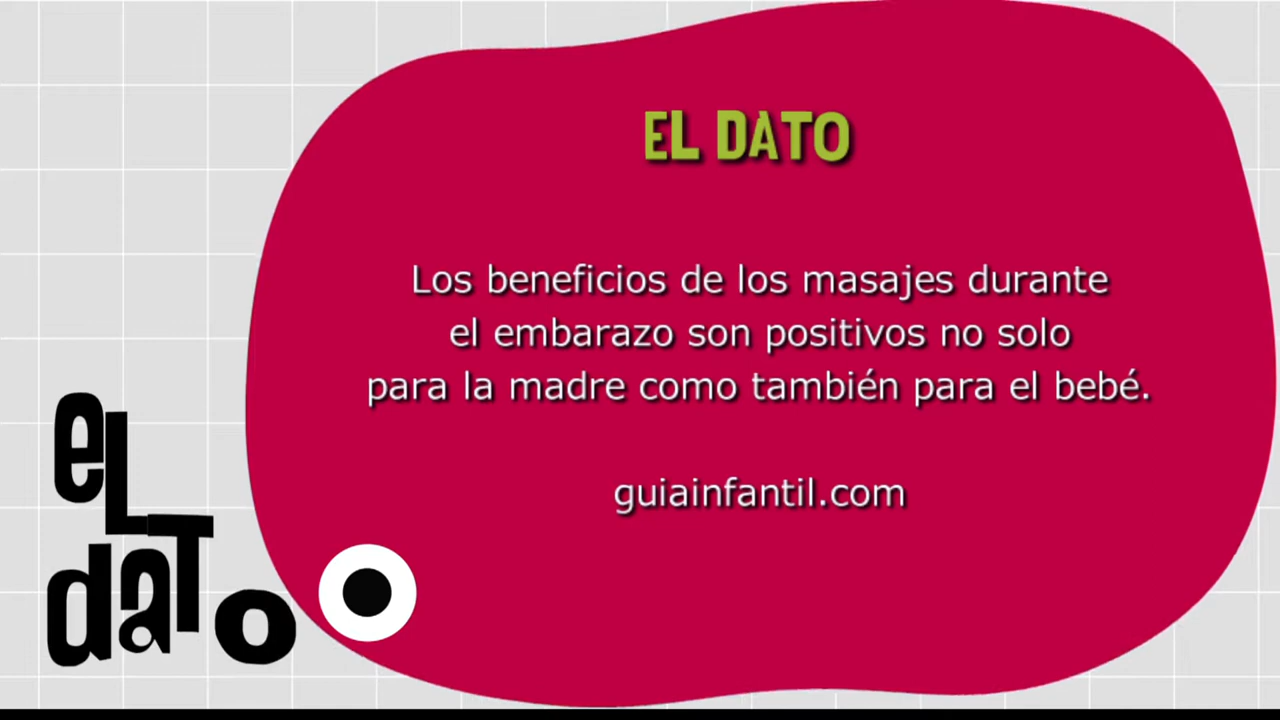 EL DATO
Los beneficios de los masajes durante
el embarazo son positivos no solo
para la madre como también para el bebé.
guiainfantil.com
eL
daTo